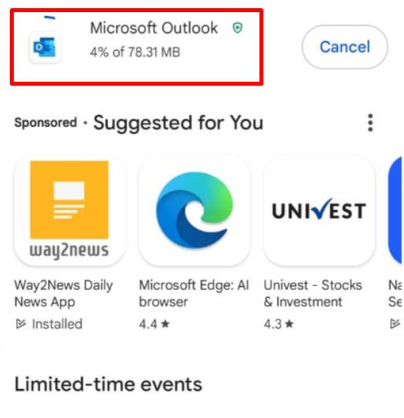 Microsoft Outlook
4% of 78.31 MB
Cancel
Sponsored · Suggested for You
way2news
UNIVEST
Way2News Daily
News App
Installed
Microsoft Edge: AI
browser
4.4 ★
Univest - Stocks
& Investment
4.3 ★
Limited-time events